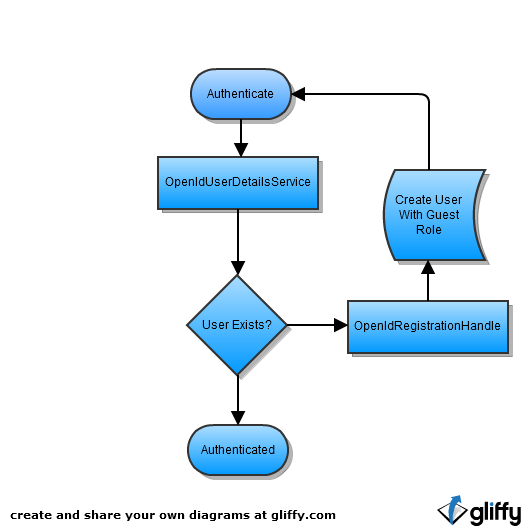 Authenticate
OpenIdUserDetailsService
Create User
With Guest
Role
User Exists?
OpenIdRegistrationHandle
Authenticated
create and share your own diagrams at gliffy.com
gliffy